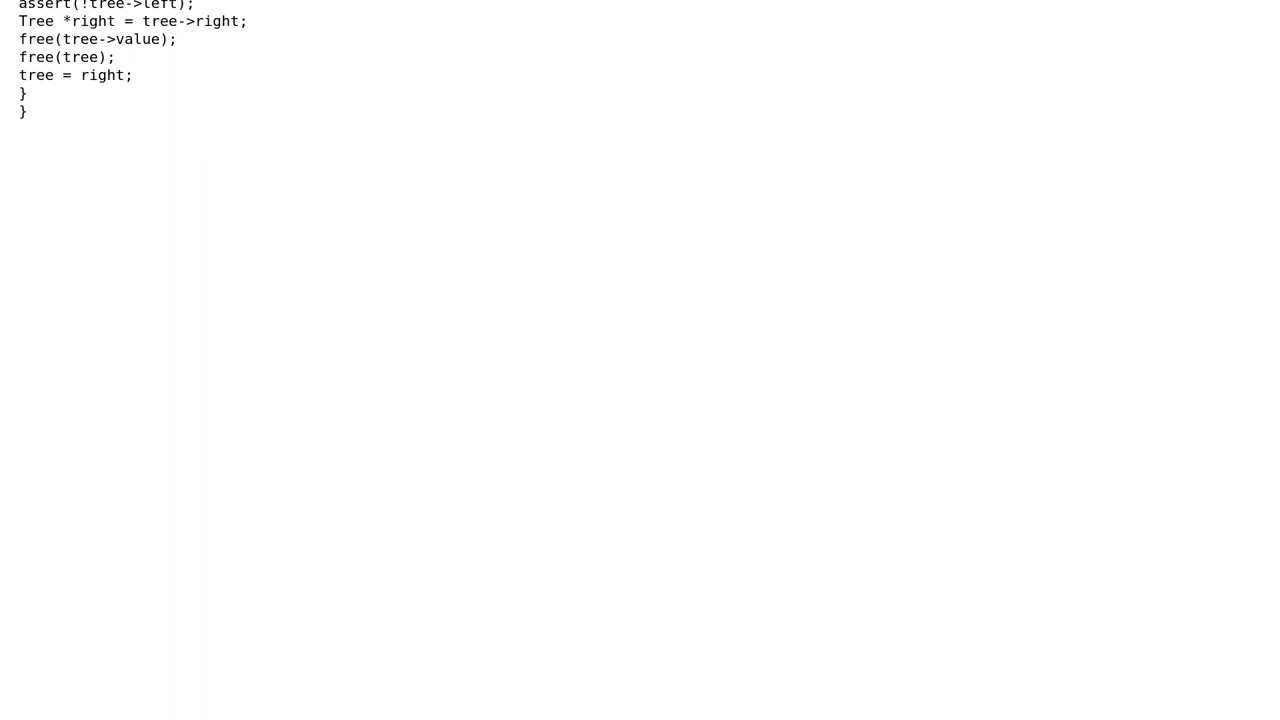 assert(!tree->left);
Tree *right = tree->right;
free(tree->value);
free(tree);
tree = right;
}
}